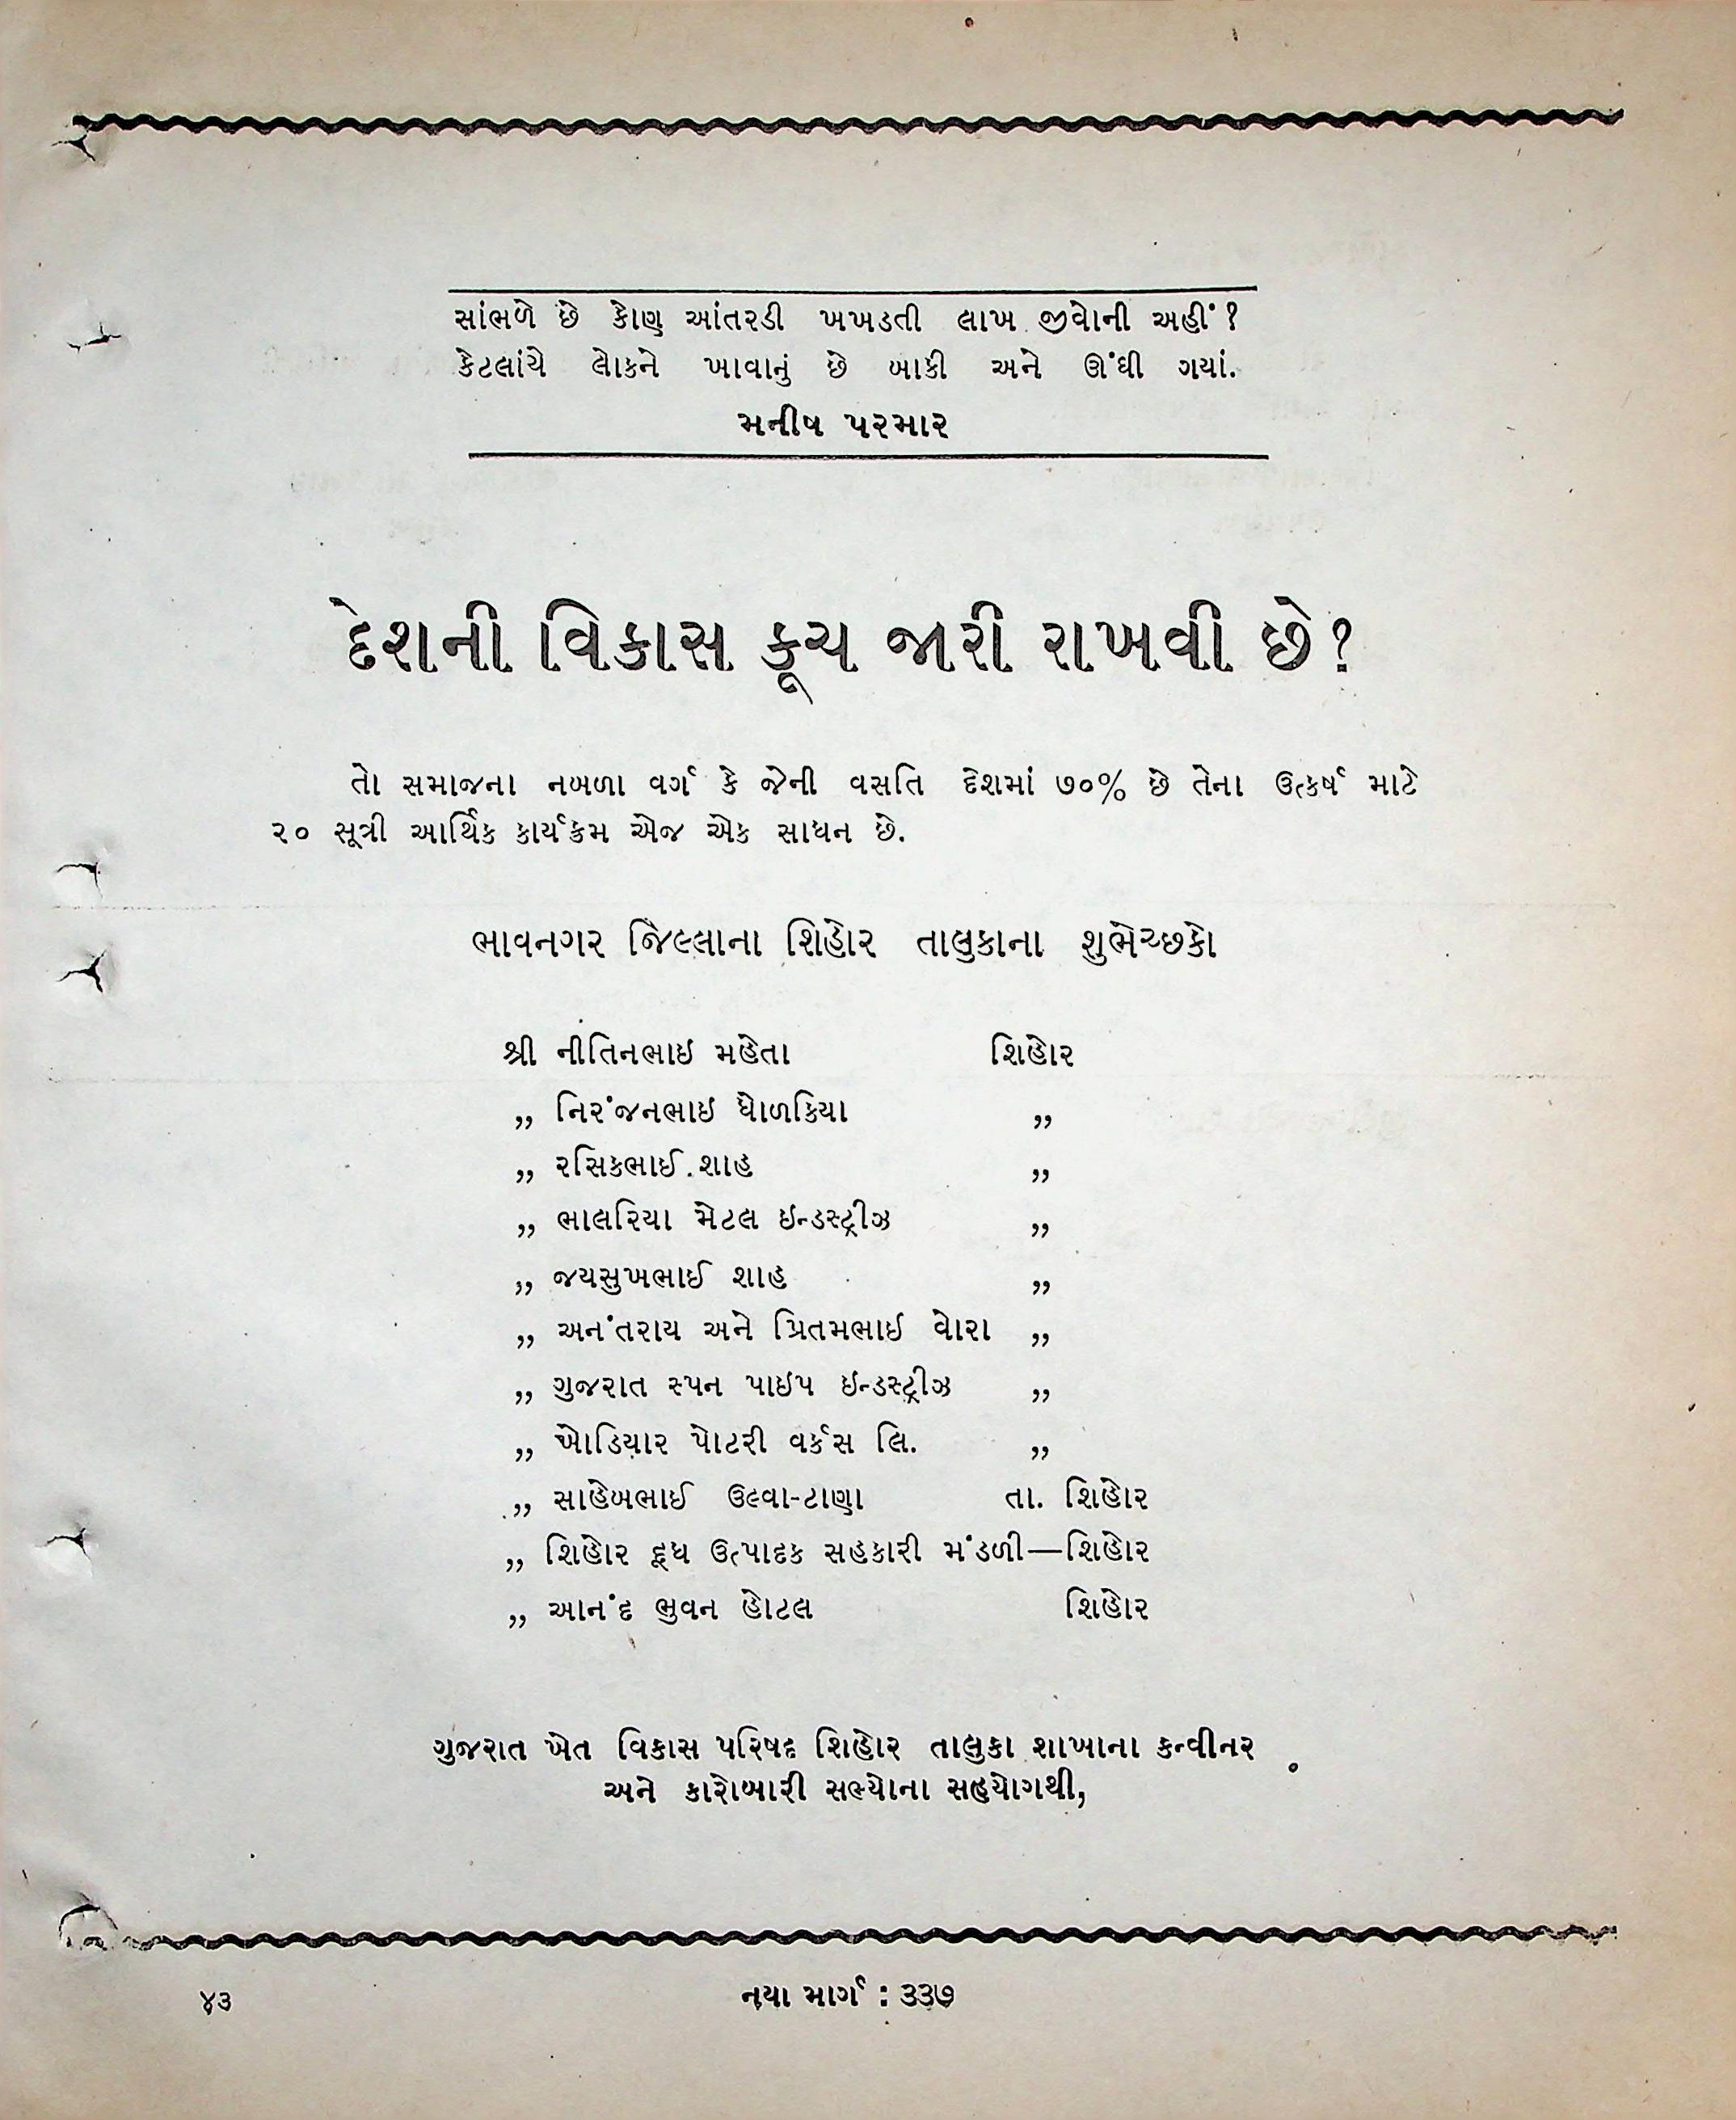 સાંભળે છે કોણ આંતરડી ખખડતી લાખ જીવોની અહીં ?
કેટલાંયે લોકને ખાવાનું છે બાકી અને ઊંઘી ગયાં.
મનીષ પરમાર
દેશની વિકાસ કૂચ જારી રાખવી છે?
તો સમાજના નબળા વર્ગ કે જેની વસતિ દેશમાં ૭૦% છે તેના ઉત્કર્ષ માટે
૨૦ સૂત્રી આર્થિક કાર્યક્રમ એજ એક સાધન છે.
ભાવનગર જિલ્લાના શિહોર તાલુકાના શુભેચ્છકો
શ્રી નીતિનભાઇ મહેતા શિહોર
,, નિરંજનભાઇ ધોળકિયા ,,
,, રસિકભાઈ શાહ ,,
,, ભાલરિયા મેટલ ઇન્ડસ્ટ્રીઝ ,,
,, જયસુખભાઈ શાહ ,,
,, અનંતરાય અને પ્રિતમભાઈ વોરા ,,
,, ગુજરાત સ્પન પાઇપ ઇન્ડસ્ટ્રીઝ ,,
,, ખોડિયાર પોટરી વર્કસ લિ. ,,
,, સાહેબભાઈ ઉલ્વા-ટાણા તા. શિહોર
,, શિહોર દૂધ ઉત્પાદક સહકારી મંડળી—શિહોર
,, આનંદ ભુવન હોટલ શિહોર
ગુજરાત ખેત વિકાસ પરિષદ શિહોર તાલુકા શાખાના કન્વીનર
અને કારોબારી સભ્યોના સહયોગથી,
૪૩ નયા માર્ગ : ૩૩૭